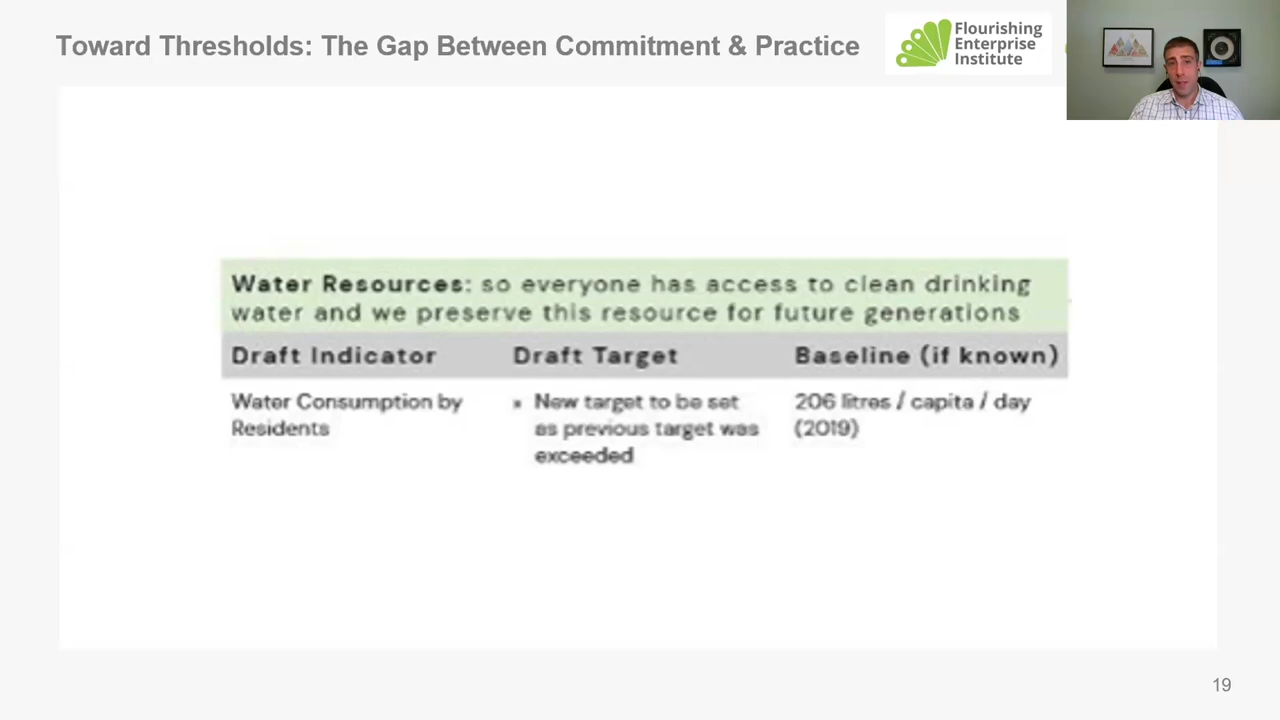 Toward Thresholds: The Gap Between Commitment & Practice
Flourishing
Enterprise
Institute
Water Resources: so everyone has access to clean drinking
water and we preserve this resource for future generations
Draft Indicator
Draft Target
Baseline (if known)
Water Consumption by
Residents
New target to be set
as previous target was
exceeded
206 litres / capita / day
(2019)
19